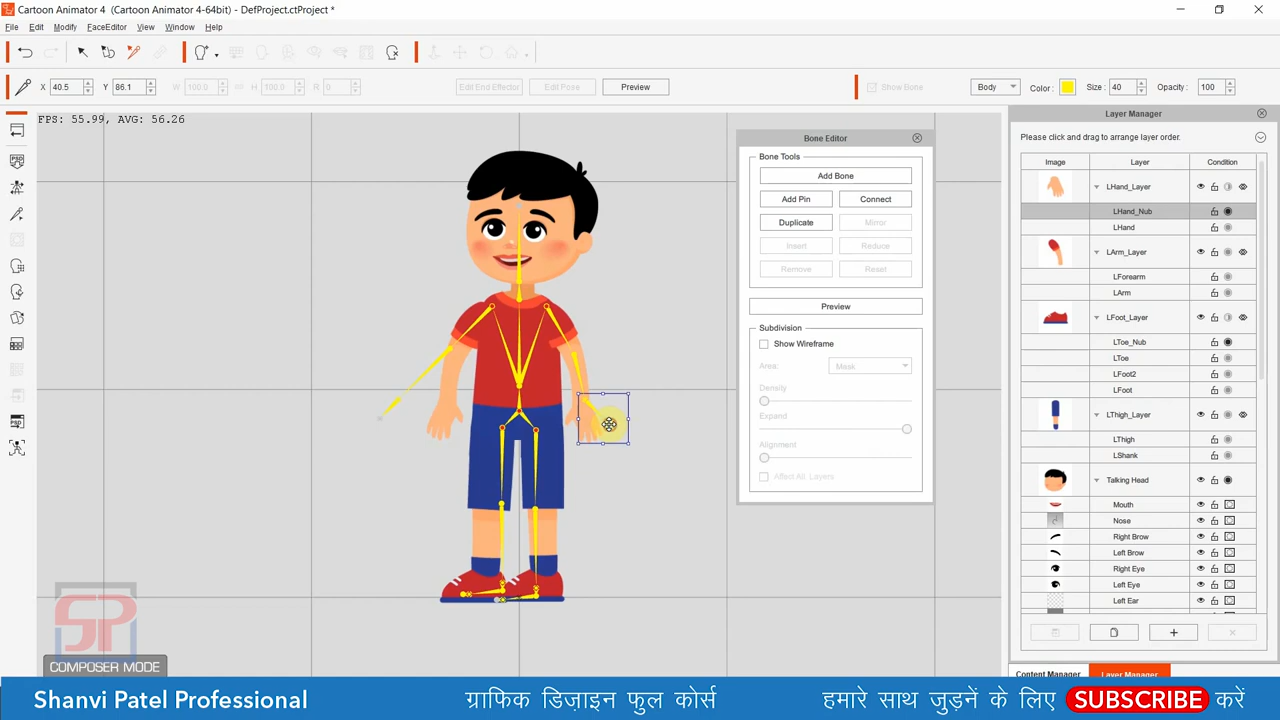 Cartoon Animator 4 (Cartoon Animator 4-64bit) - DefProject.ctProject *
File Edit Modify FaceEditor View Window Help
X 40.5 Y 86.1 W 100.0 H 100.0 R 0 Edit End Effector Edit Pose Preview Show Bone Body Color: Size: 40 Opacity: 100
FPS: 55.99, AVG: 56.26
Bone Editor
Bone Tools
Add Bone
Add Pin Connect
Duplicate Mirror
Insert Reduce
Remove Reset
Preview
Subdivision
Show Wireframe
Area: Mask
Density
Expand
Alignment
Affect All Layers
Layer Manager
Please click and drag to arrange layer order.
Image Layer Condition
LHand_Layer
LHand_Nub
LHand
LArm_Layer
LForearm
LArm
LFoot_Layer
LToe_Nub
LToe
LFoot2
LFoot
LThigh_Layer
LThigh
LShank
Talking Head
Mouth
Nose
Right Brow
Left Brow
Right Eye
Left Eye
Left Ear
Content Manager Layer Manager
SP
COMPOSER MODE
Shanvi Patel Professional ग्राफिक डिज़ाइन फुल कोर्स हमारे साथ जुड़नें के लिए SUBSCRIBE करें